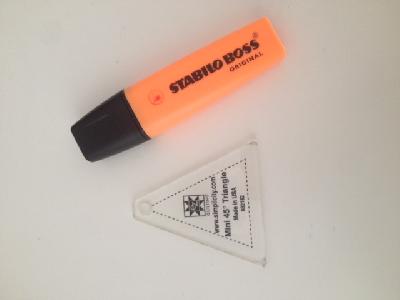 STABILO BOSS
ORIGINAL
www.simplicity.com
Mini 45° Triangle
Made in USA